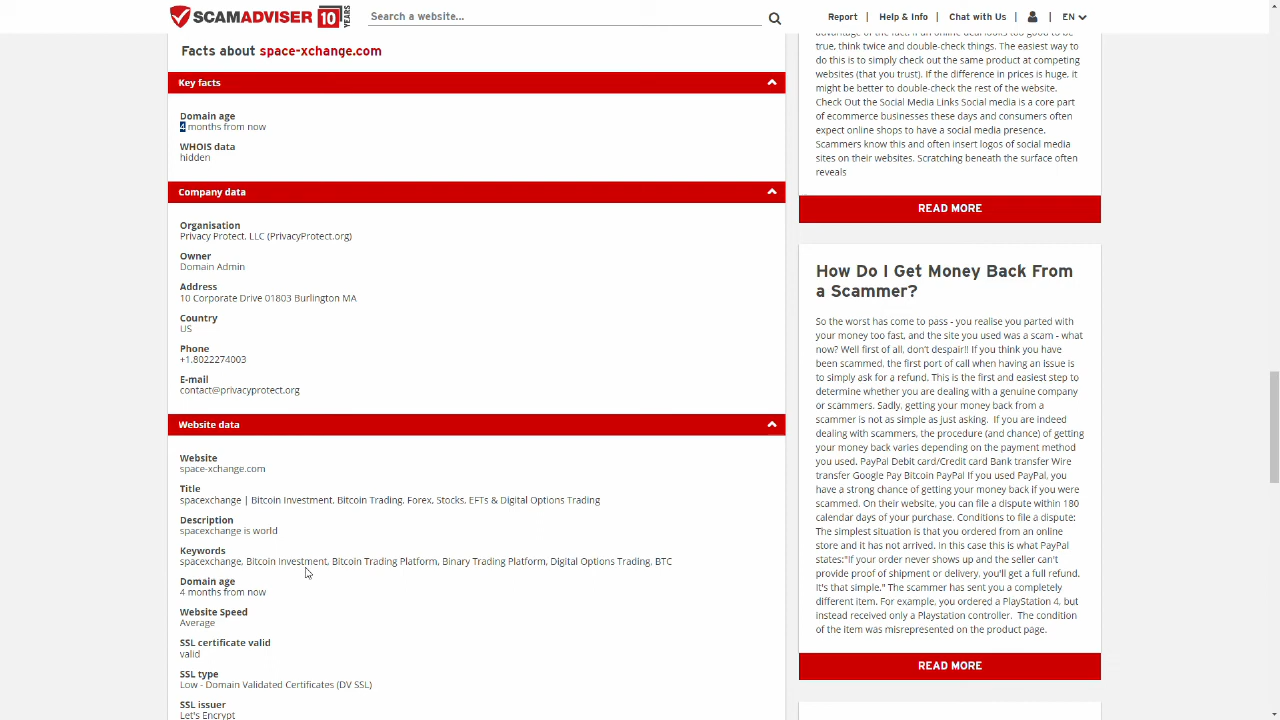 SCAMADVISER 10 YEARS
Search a website...
Report
Help & Info
Chat with Us
EN
Facts about space-xchange.com
Key facts
Domain age
4 months from now
WHOIS data
hidden
Company data
Organisation
Privacy Protect, LLC (PrivacyProtect.org)
Owner
Domain Admin
Address
10 Corporate Drive 01803 Burlington MA
Country
US
Phone
+1.8022274003
E-mail
contact@privacyprotect.org
Website data
Website
space-xchange.com
Title
spacexchange | Bitcoin Investment, Bitcoin Trading, Forex, Stocks, EFTs & Digital Options Trading
Description
spacexchange is world
Keywords
spacexchange, Bitcoin Investment, Bitcoin Trading Platform, Binary Trading Platform, Digital Options Trading, BTC
Domain age
4 months from now
Website Speed
Average
SSL certificate valid
valid
SSL type
Low - Domain Validated Certificates (DV SSL)
SSL issuer
Let's Encrypt
advantage of the fact. If an online deal looks too good to be
true, think twice and double-check things. The easiest way to
do this is to simply check out the same product at competing
websites (that you trust). If the difference in prices is huge, it
might be better to double-check the rest of the website.
Check Out the Social Media Links Social media is a core part
of ecommerce businesses these days and consumers often
expect online shops to have a social media presence.
Scammers know this and often insert logos of social media
sites on their websites. Scratching beneath the surface often
reveals
READ MORE
How Do I Get Money Back From
a Scammer?
So the worst has come to pass - you realise you parted with
your money too fast, and the site you used was a scam - what
now? Well first of all, don't despair!! If you think you have
been scammed, the first port of call when having an issue is
to simply ask for a refund. This is the first and easiest step to
determine whether you are dealing with a genuine company
or scammers. Sadly, getting your money back from a
scammer is not as simple as just asking.  If you are indeed
dealing with scammers, the procedure (and chance) of getting
your money back varies depending on the payment method
you used. PayPal Debit card/Credit card Bank transfer Wire
transfer Google Pay Bitcoin PayPal If you used PayPal, you
have a strong chance of getting your money back if you were
scammed. On their website, you can file a dispute within 180
calendar days of your purchase. Conditions to file a dispute:
The simplest situation is that you ordered from an online
store and it has not arrived. In this case this is what PayPal
states:"If your order never shows up and the seller can't
provide proof of shipment or delivery, you'll get a full refund.
It's that simple." The scammer has sent you a completely
different item. For example, you ordered a PlayStation 4, but
instead received only a Playstation controller.  The condition
of the item was misrepresented on the product page.
READ MORE